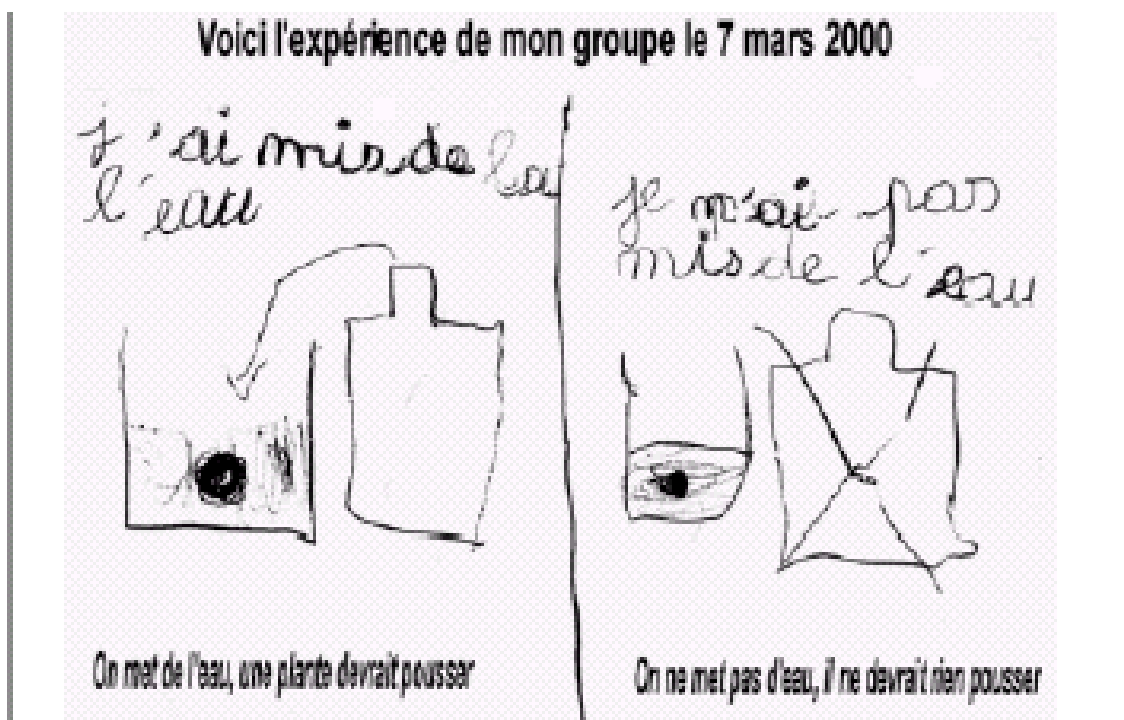 Voici l'expérience de mon groupe le 7 mars 2000
j'ai mis de la
l'eau
je n'ai pas
mis de l'eau
On met de l'eau, une plante devrait pousser
On ne met pas d'eau, il ne devrait rien pousser